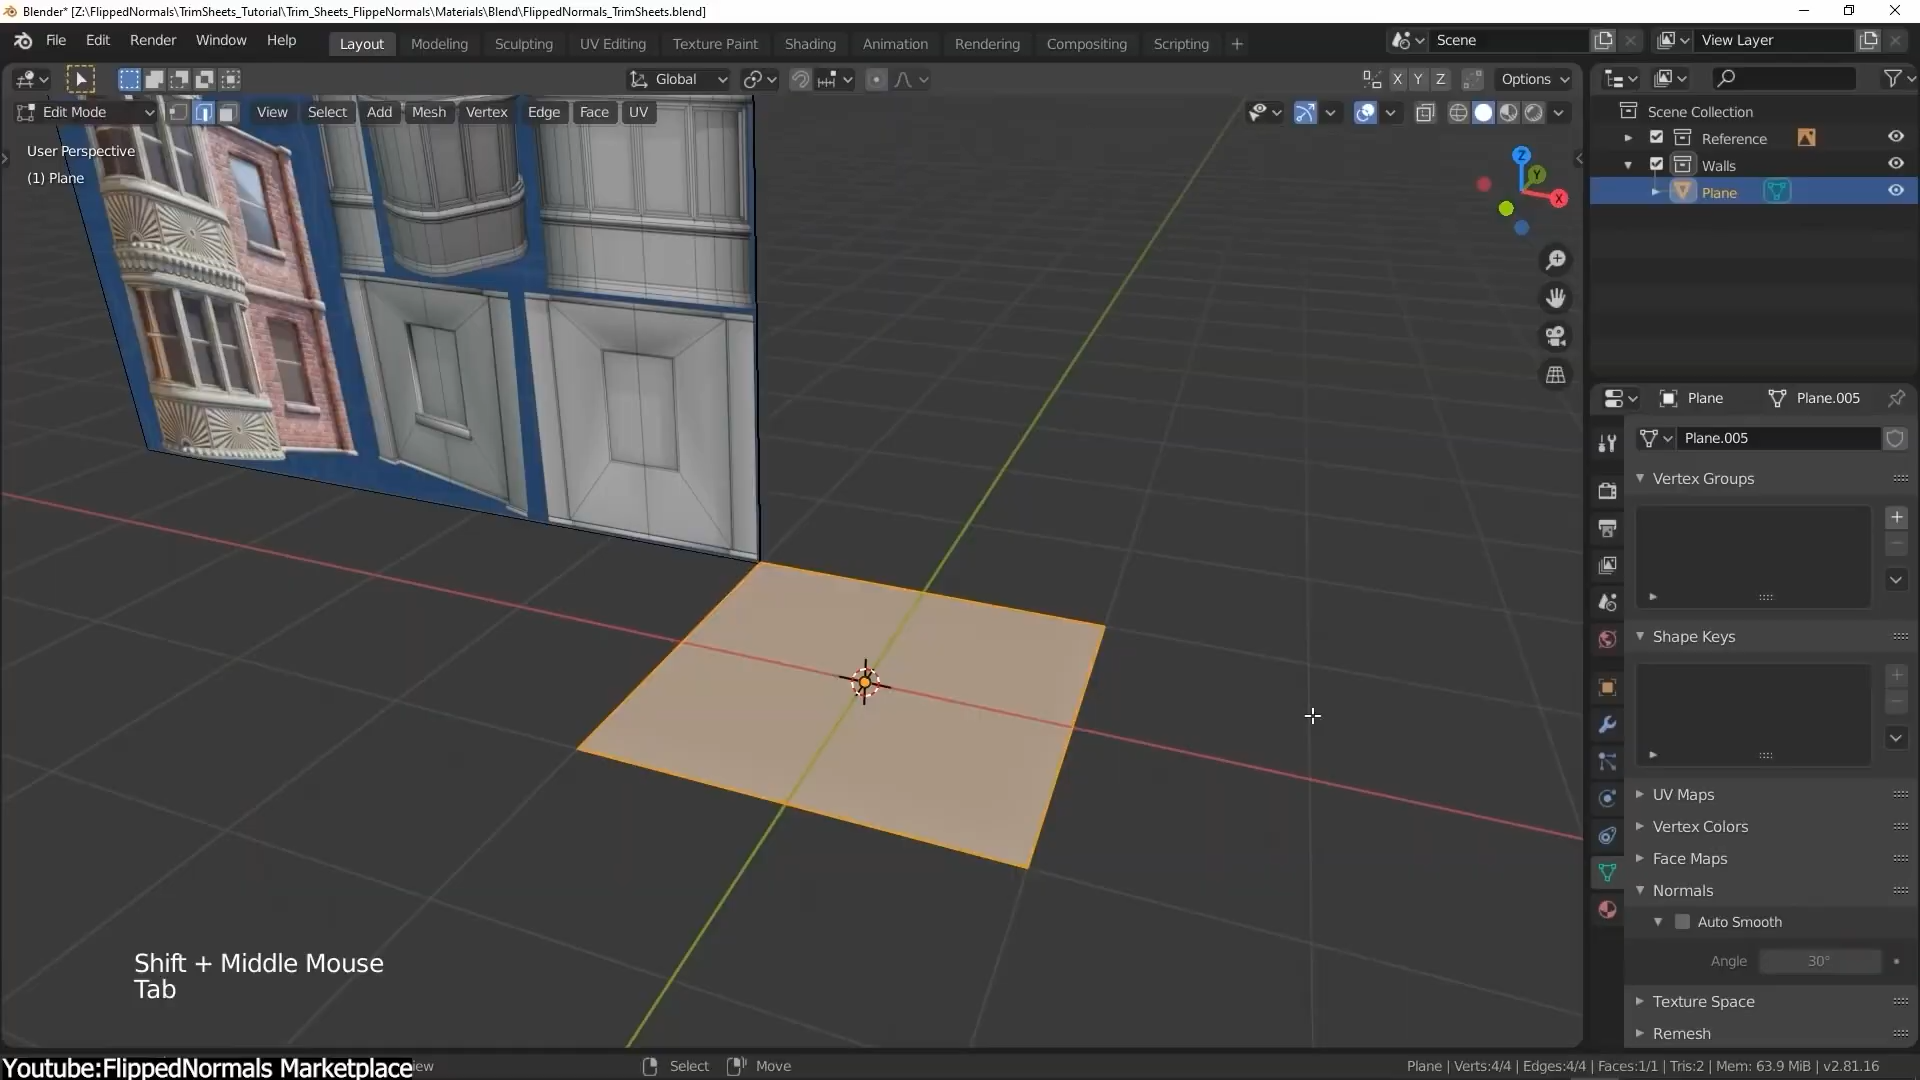 Blender* [Z:\FlippedNormals\TrimSheets_Tutorial\Trim_Sheets_FlippeNormals\Materials\Blend\FlippedNormals_TrimSheets.blend]
File Edit Render Window Help Layout Modeling Sculpting UV Editing Texture Paint Shading Animation Rendering Compositing Scripting + Scene View Layer
Global X Y Z Options
Edit Mode View Select Add Mesh Vertex Edge Face UV
User Perspective
(1) Plane
Z
Y
X
Scene Collection
Reference
Walls
Plane
Plane Plane.005
Plane.005
Vertex Groups
Shape Keys
UV Maps
Vertex Colors
Face Maps
Normals
Auto Smooth
Angle 30°
Texture Space
Remesh
Shift + Middle Mouse
Tab
Youtube:FlippedNormals Marketplace
Select Move Plane | Verts:4/4 | Edges:4/4 | Faces:1/1 | Tris:2 | Mem: 63.9 MiB | v2.81.16